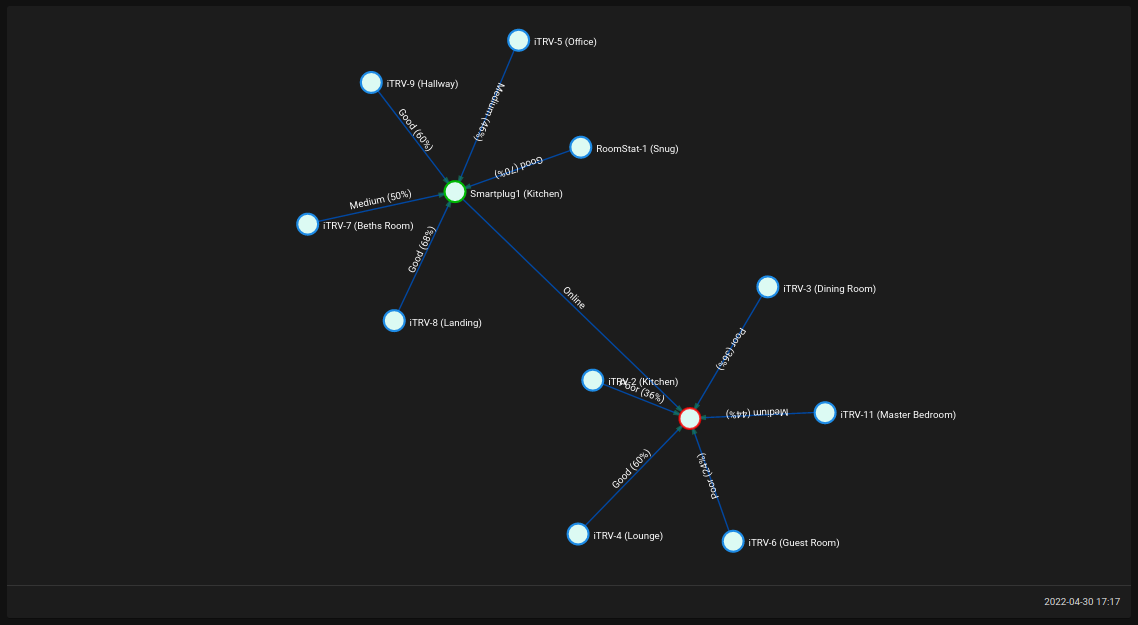 iTRV-5 (Office)
iTRV-9 (Hallway)
Medium (46%)
Good (60%)
RoomStat-1 (Snug)
Good (70%)
Smartplug1 (Kitchen)
Medium (50%)
iTRV-7 (Beths Room)
Good (68%)
iTRV-8 (Landing)
Online
iTRV-3 (Dining Room)
Poor (36%)
iTRV-2 (Kitchen)
Poor (36%)
Medium (44%)
iTRV-11 (Master Bedroom)
Good (60%)
Poor (24%)
iTRV-4 (Lounge)
iTRV-6 (Guest Room)
2022-04-30 17:17